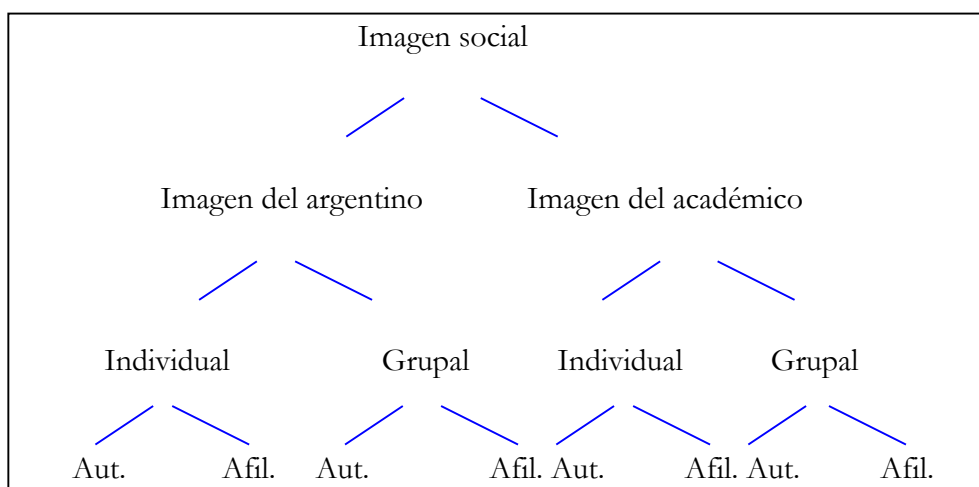 Imagen social
Imagen del argentino Imagen del académico
Individual Grupal Individual Grupal
Aut. Afil. Aut. Afil. Aut. Afil. Aut. Afil.